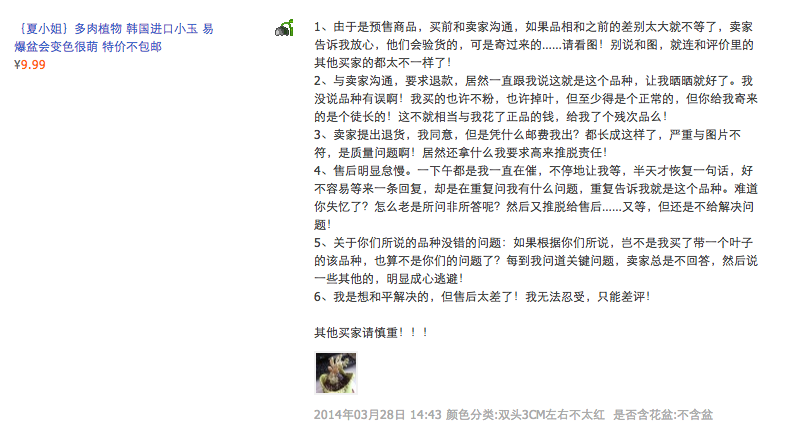 ｛夏小姐｝多肉植物 韩国进口小玉 易
爆盆会变色很萌 特价不包邮
¥9.99
1、由于是预售商品，买前和卖家沟通，如果品相和之前的差别太大就不等了，卖家
告诉我放心，他们会验货的，可是寄过来的......请看图！别说和图，就连和评价里的
其他买家的都太不一样了！
2、与卖家沟通，要求退款，居然一直跟我说这就是这个品种，让我晒晒就好了。我
没说品种有误啊！我买的也许不粉，也许掉叶，但至少得是个正常的，但你给我寄来
的是个徒长的！这不就相当与我花了正品的钱，给我了个残次品么！
3、卖家提出退货，我同意，但是凭什么邮费我出？都长成这样了，严重与图片不
符，是质量问题啊！居然还拿什么我要求高来推脱责任！
4、售后明显怠慢。一下午都是我一直在催，不停地让我等，半天才恢复一句话，好
不容易等来一条回复，却是在重复问我有什么问题，重复告诉我就是这个品种。难道
你失忆了？怎么老是所问非所答呢？然后又推脱给售后......又等，但还是不给解决问
题！
5、关于你们所说的品种没错的问题：如果根据你们所说，岂不是我买了带一个叶子
的该品种，也算不是你们的问题了？每到我问道关键问题，卖家总是不回答，然后说
一些其他的，明显成心逃避！
6、我是想和平解决的，但售后太差了！我无法忍受，只能差评！
其他买家请慎重！！！
2014年03月28日 14:43 颜色分类:双头3CM左右不太红 是否含花盆:不含盆